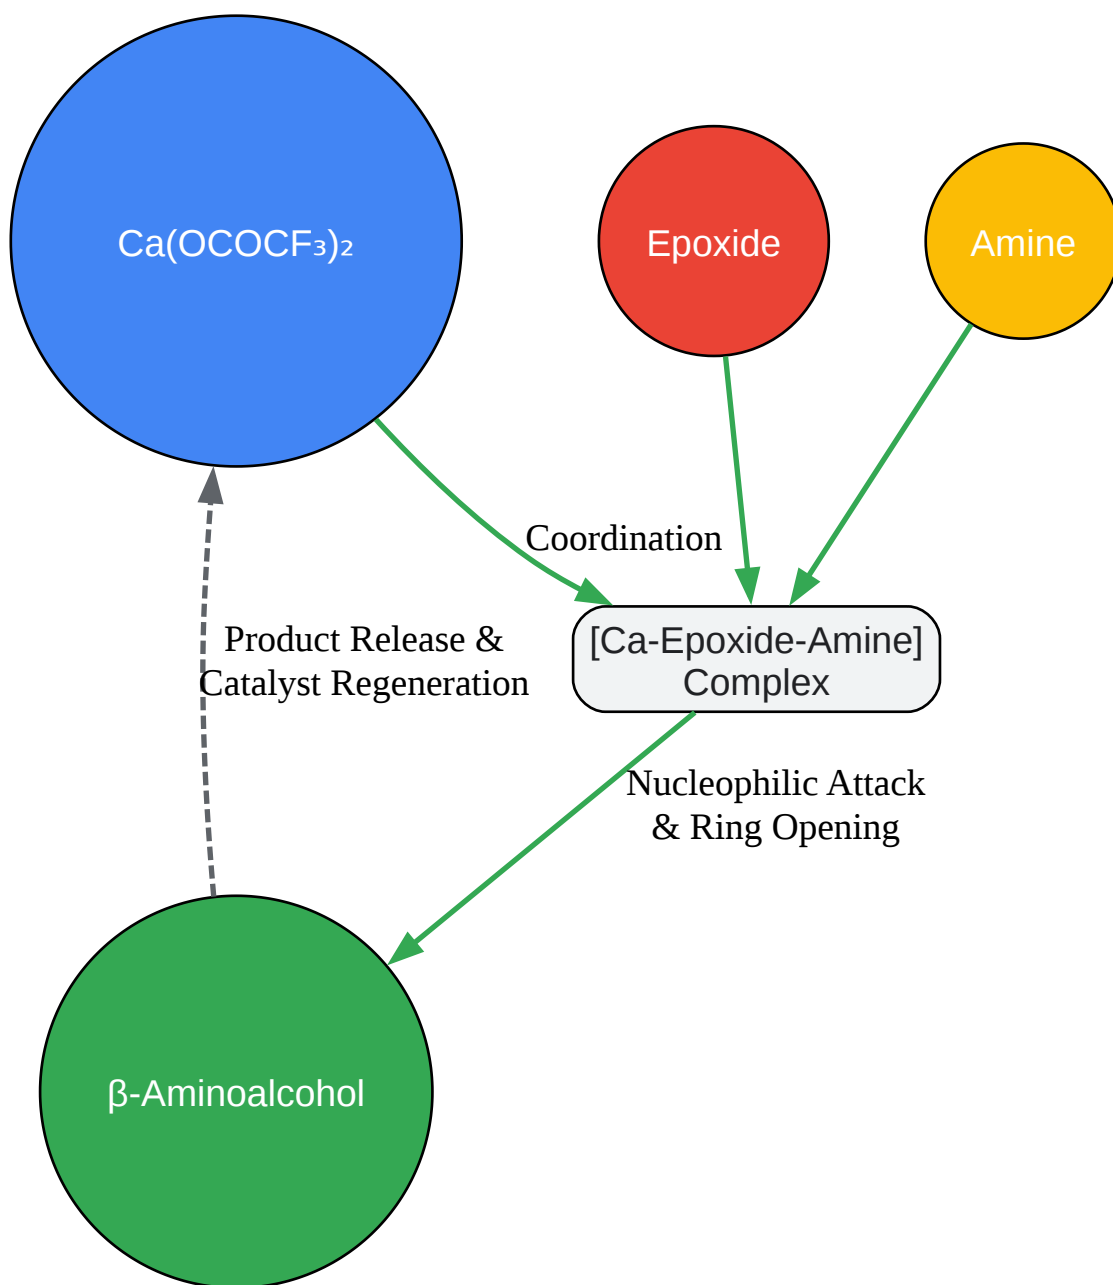 Ca(OCOCF₃)₂
Epoxide
Amine
Coordination
Product Release &
Catalyst Regeneration
[Ca-Epoxide-Amine]
Complex
Nucleophilic Attack
& Ring Opening
β-Aminoalcohol